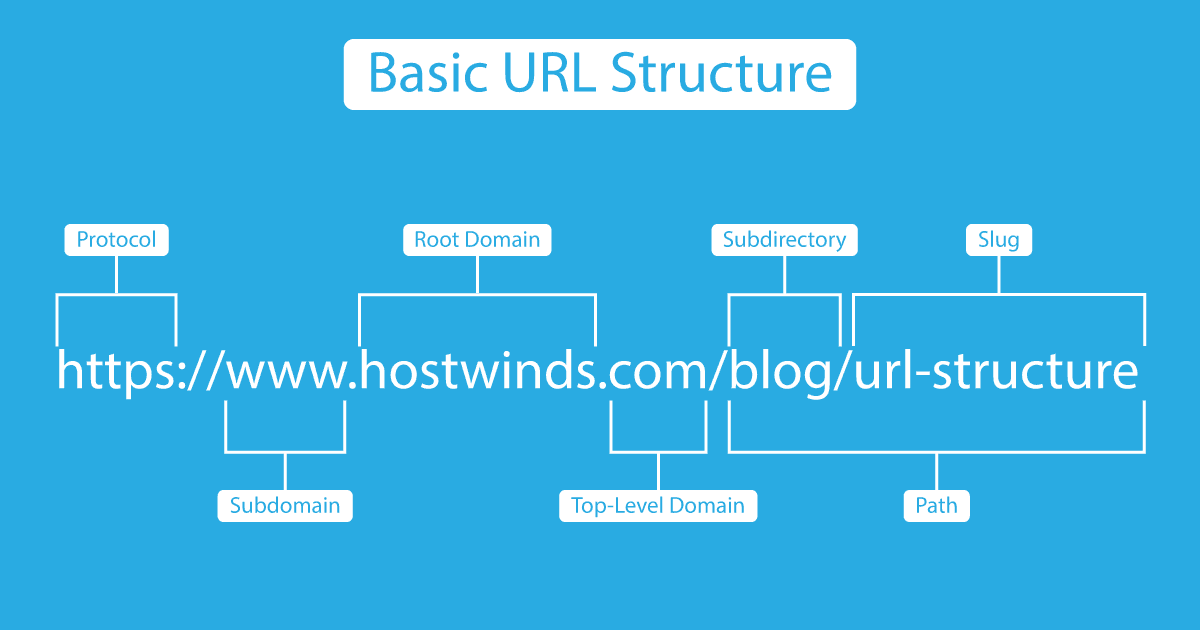 Basic URL Structure
Protocol
Root Domain
Subdirectory
Slug
https://www.hostwinds.com/blog/url-structure
Subdomain
Top-Level Domain
Path